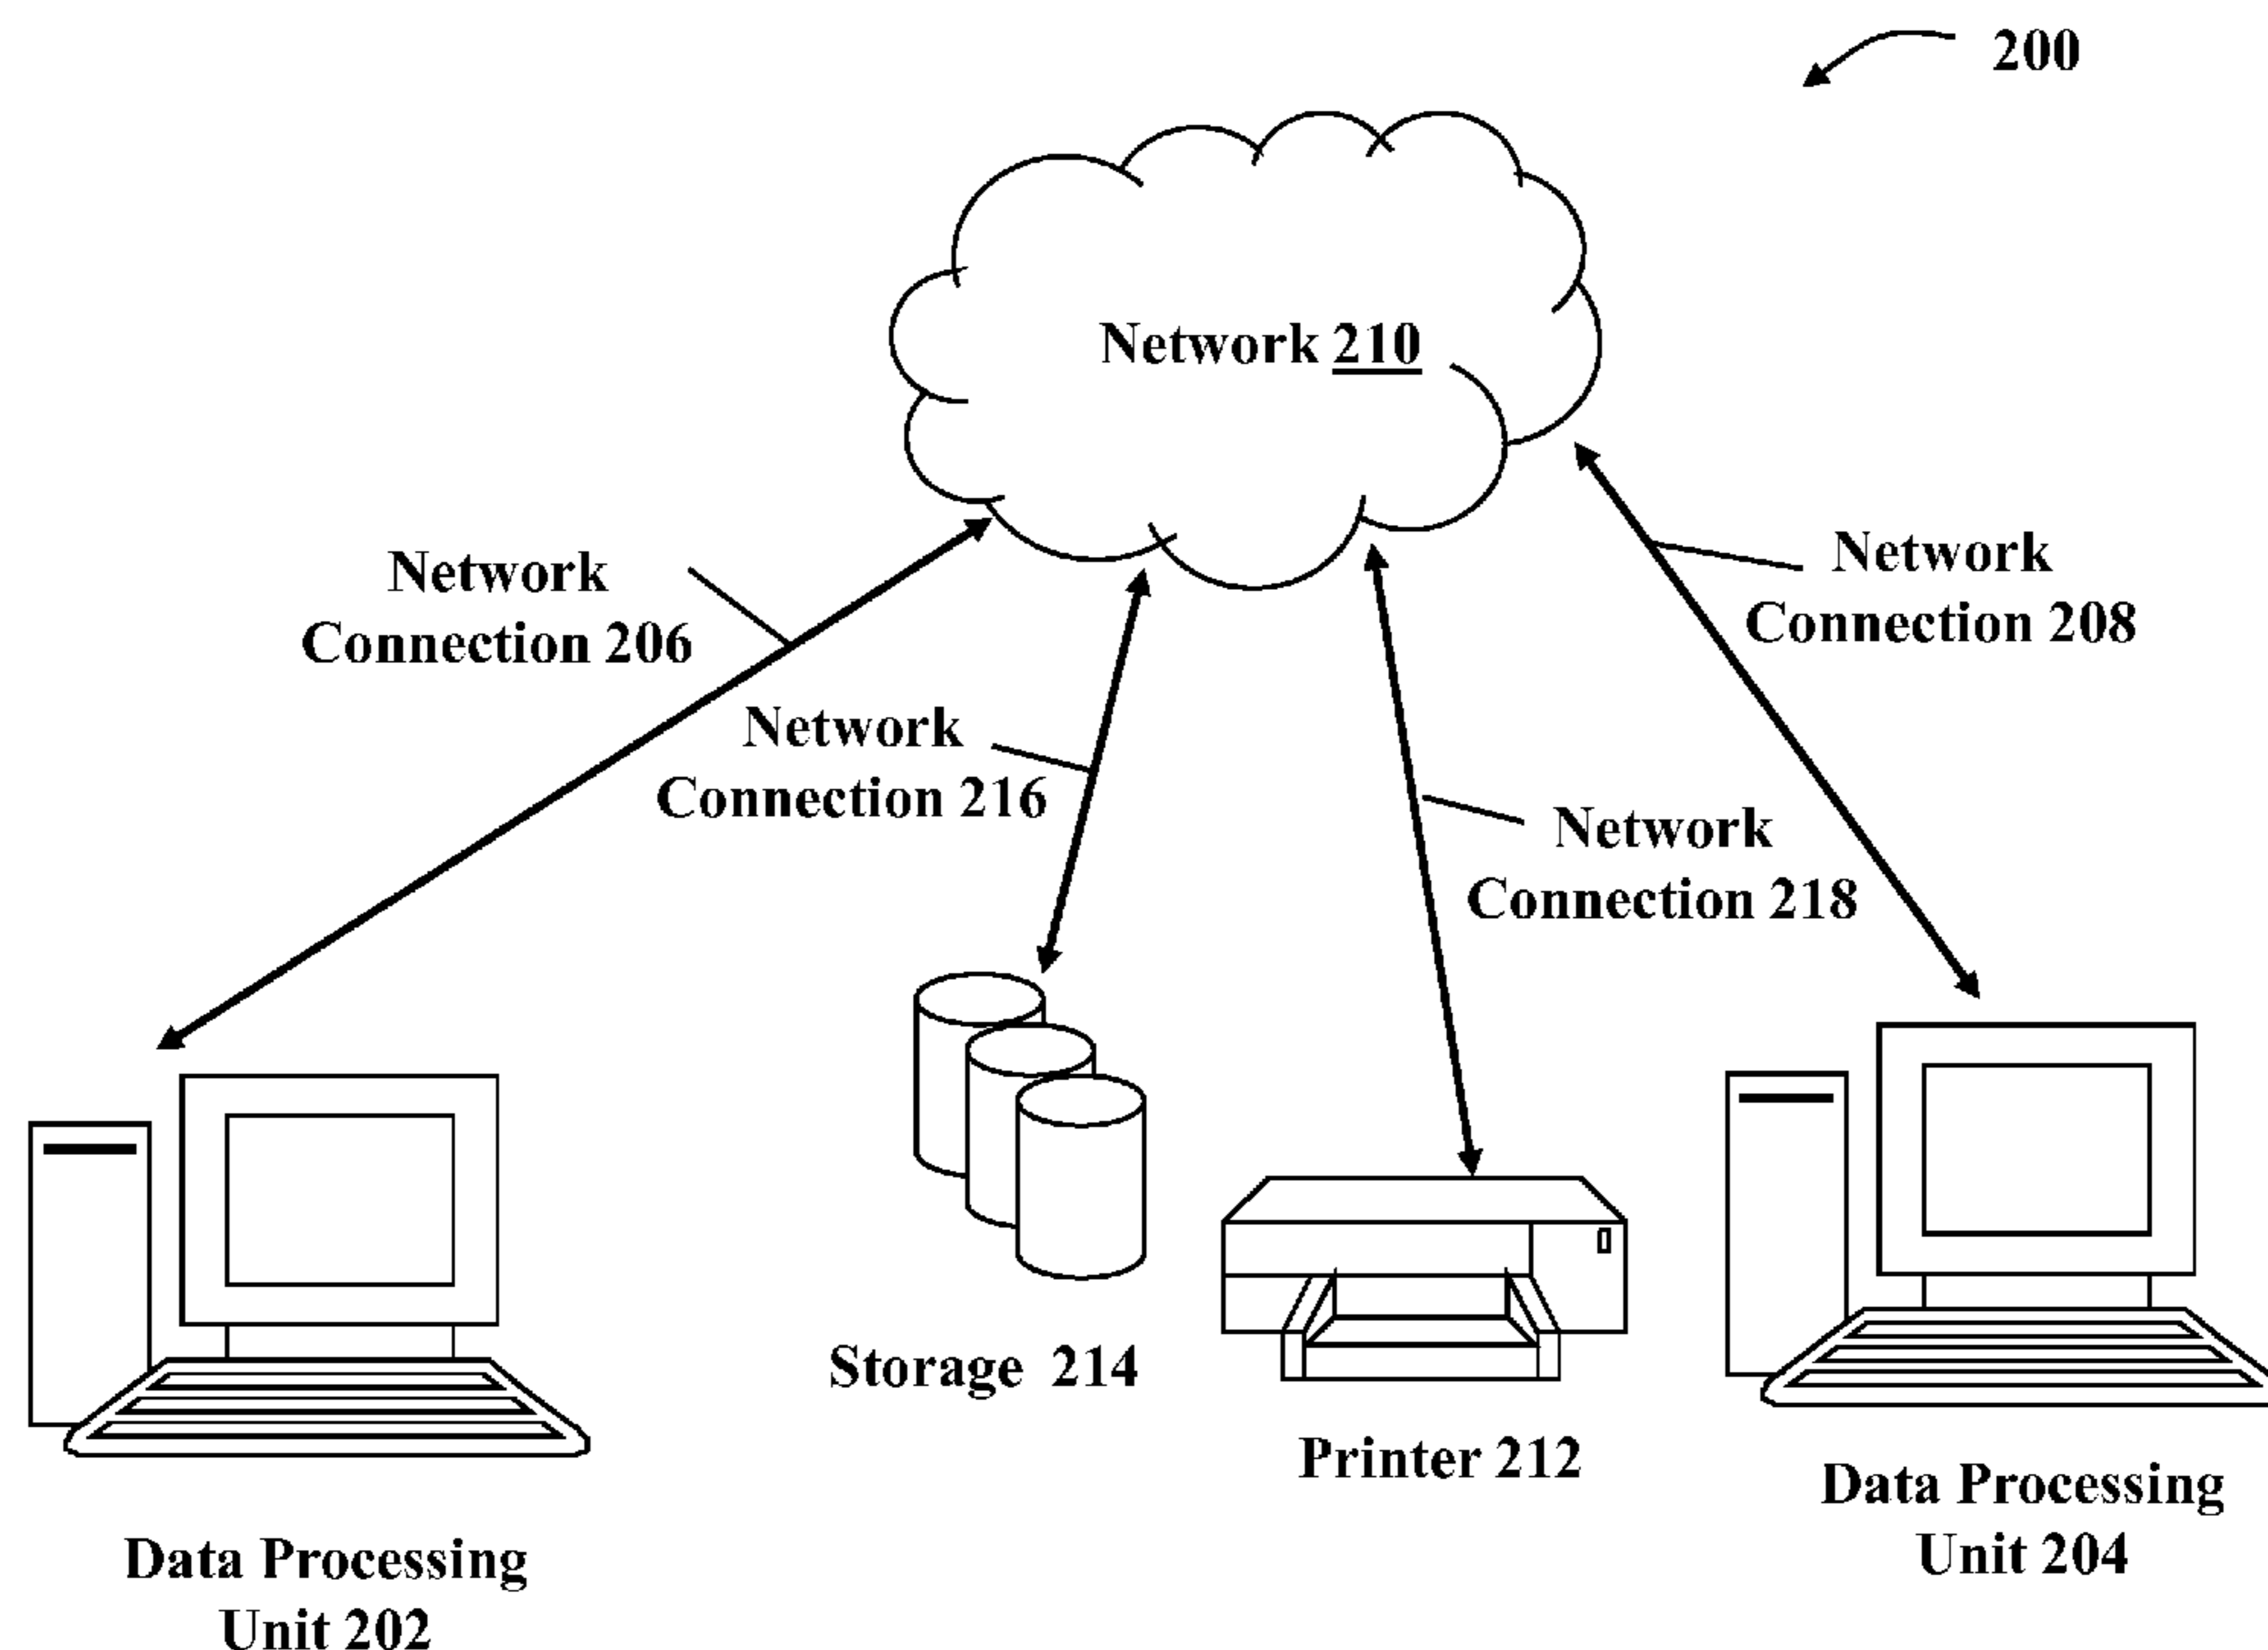 200
Network 210
Network
Connection 206
Network
Connection 208
Network
Connection 216
Network
Connection 218
Storage 214
Printer 212
Data Processing
Unit 204
Data Processing
Unit 202